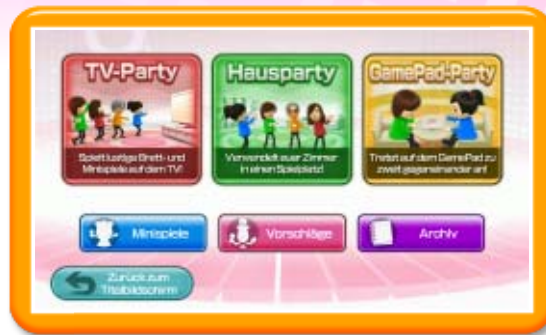 TV-Party
Spielt lustige Brett- und
Minispiele auf dem TV!
Hausparty
Verwandelt euer Zimmer
in einen Spielplatz!
GamePad-Party
Tretet auf dem GamePad zu
zweit gegeneinander an!
Minispiele
Vorschläge
Archiv
Zurück zum
Titelbildschirm